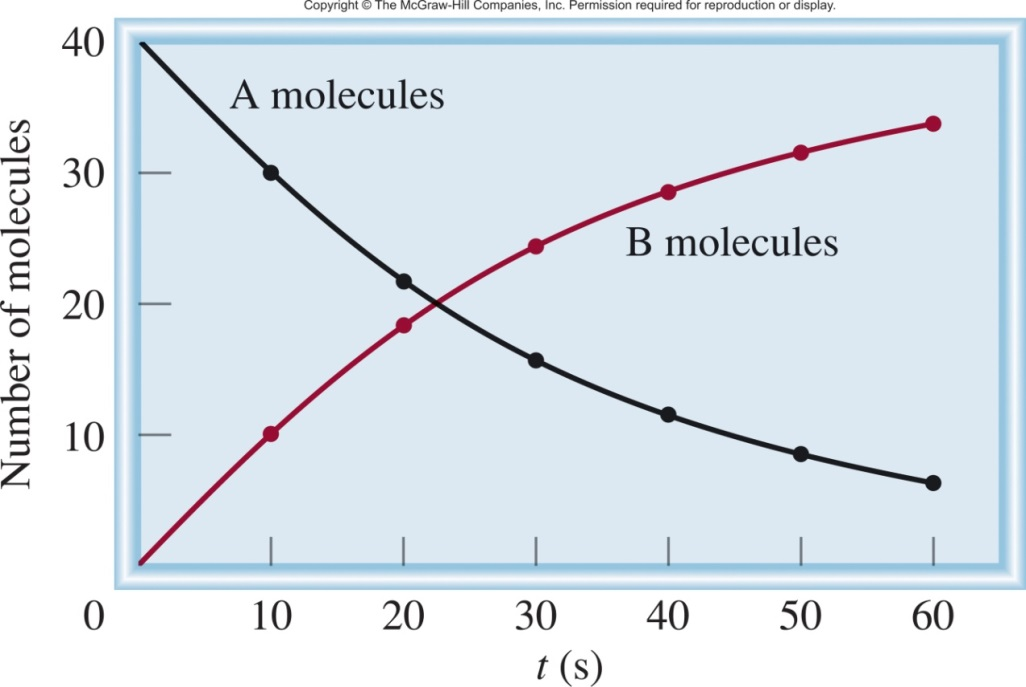 Copyright © The McGraw-Hill Companies, Inc. Permission required for reproduction or display.
40
A molecules
30
B molecules
20
10
Number of molecules
0 10 20 30 40 50 60
t (s)